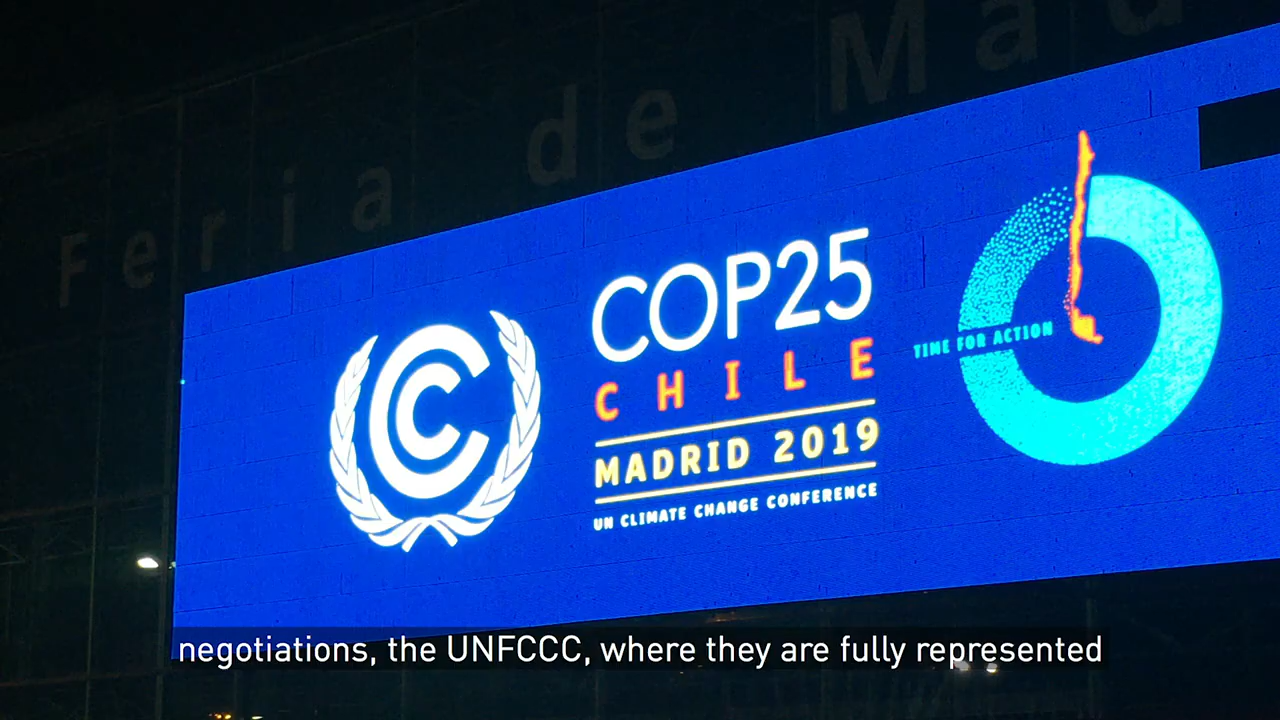 Feria de Mad
COP25
CHILE
MADRID 2019
UN CLIMATE CHANGE CONFERENCE
TIME FOR ACTION
negotiations, the UNFCCC, where they are fully represented